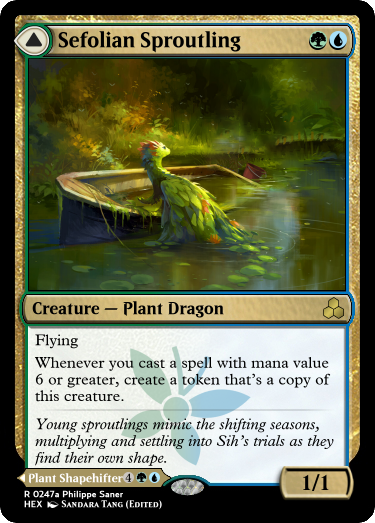 Sefolian Sproutling
Creature — Plant Dragon
Flying
Whenever you cast a spell with mana value
6 or greater, create a token that's a copy of
this creature.
Young sproutlings mimic the shifting seasons,
multiplying and settling into Sih's trials as they
find their own shape.
Plant Shapehifter 4
1/1
R 0247a Philippe Saner
HEX SANDARA TANG (EDITED)